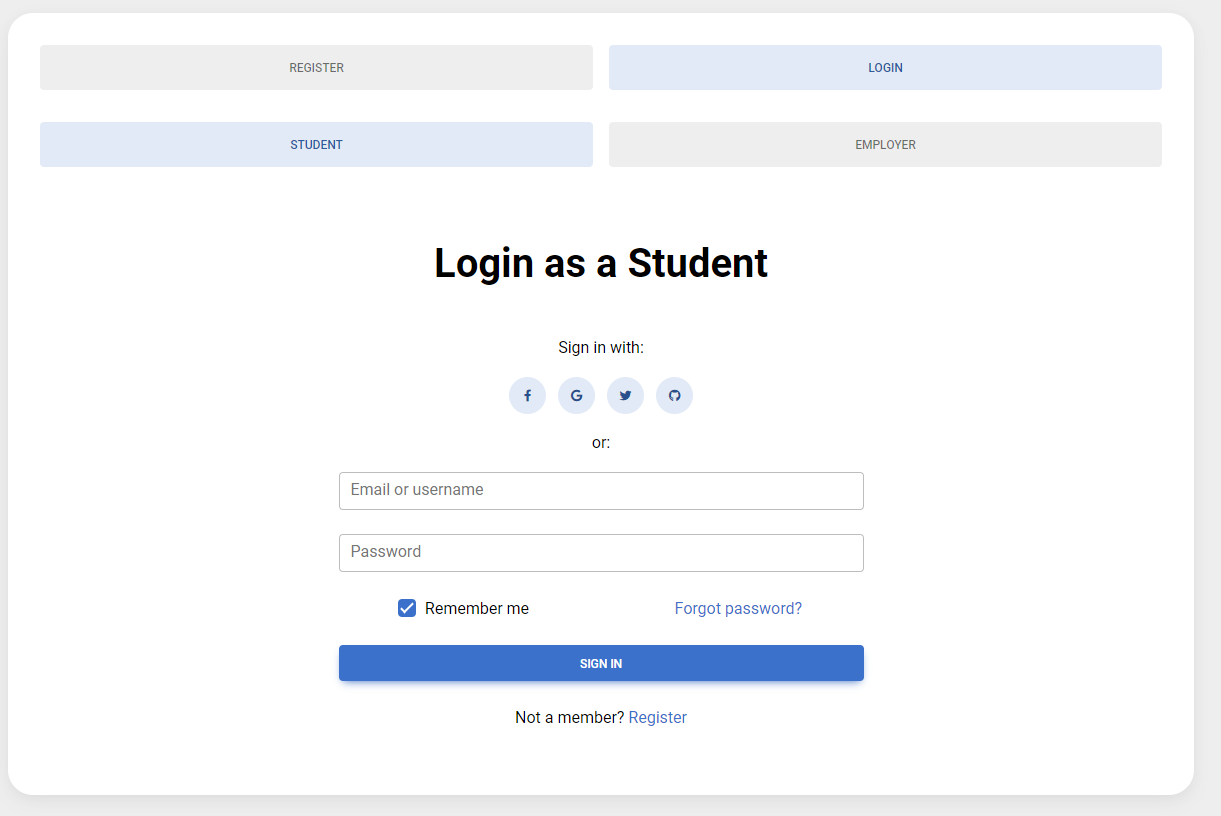 REGISTER LOGIN
STUDENT EMPLOYER
Login as a Student
Sign in with:
or:
Email or username
Password
Remember me Forgot password?
SIGN IN
Not a member? Register